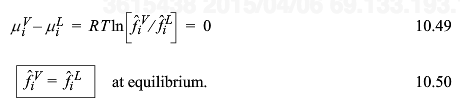 μ_i^V − μ_i^L = RT ln[f̂_i^V/f̂_i^L] = 0 10.49
f̂_i^V = f̂_i^L at equilibrium. 10.50